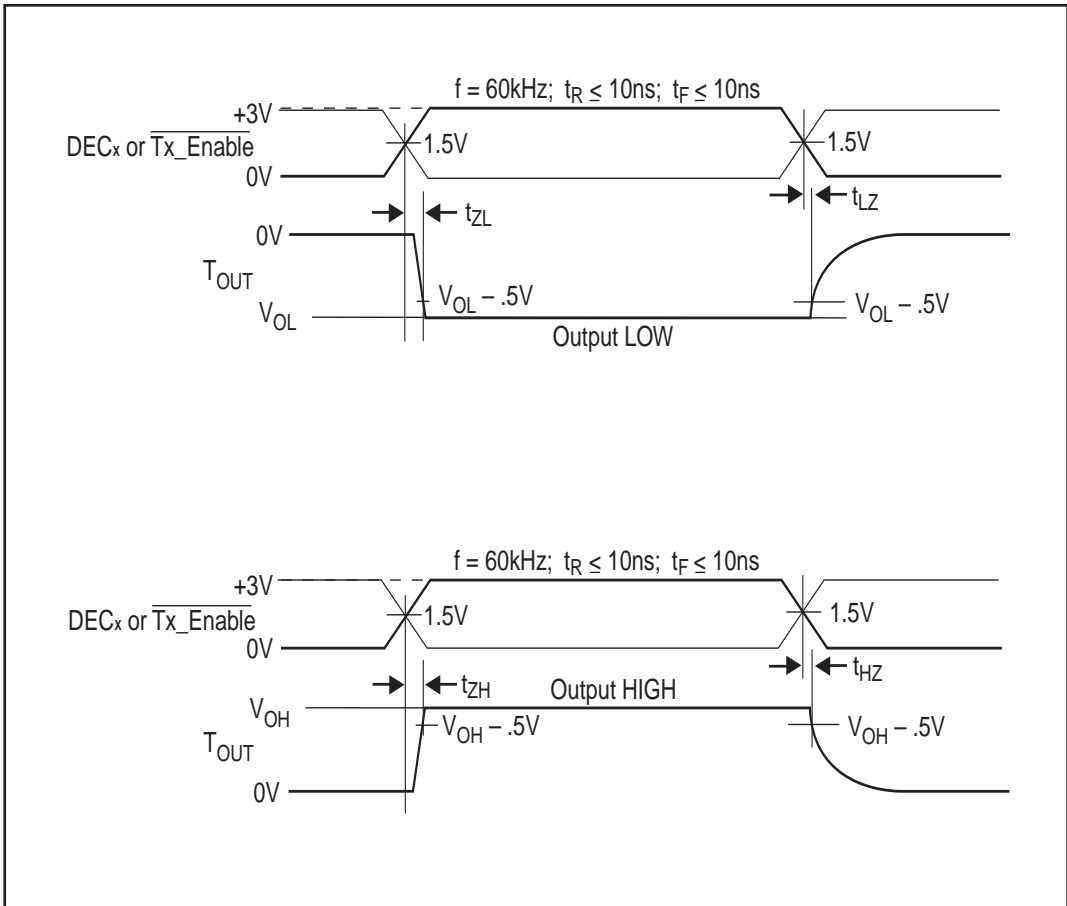 f = 60kHz; tR ≤ 10ns; tF ≤ 10ns
+3V
DECx or Tx_Enable
1.5V
1.5V
0V
tZL
tLZ
0V
TOUT
VOL – .5V
VOL – .5V
VOL
Output LOW
f = 60kHz; tR ≤ 10ns; tF ≤ 10ns
+3V
DECx or Tx_Enable
1.5V
1.5V
0V
tZH
Output HIGH
tHZ
VOH
VOH – .5V
VOH – .5V
TOUT
0V